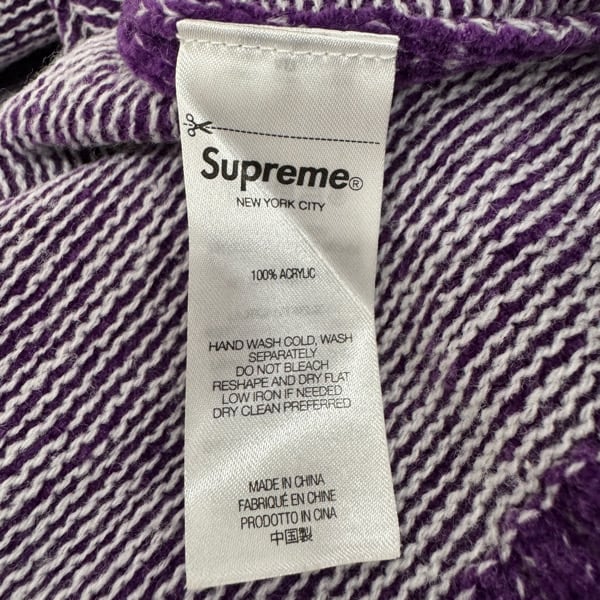 Supreme®
NEW YORK CITY
100% ACRYLIC
HAND WASH COLD, WASH
SEPARATELY
DO NOT BLEACH
RESHAPE AND DRY FLAT
LOW IRON IF NEEDED
DRY CLEAN PREFERRED
MADE IN CHINA
FABRIQUÉ EN CHINE
PRODOTTO IN CINA
中国製